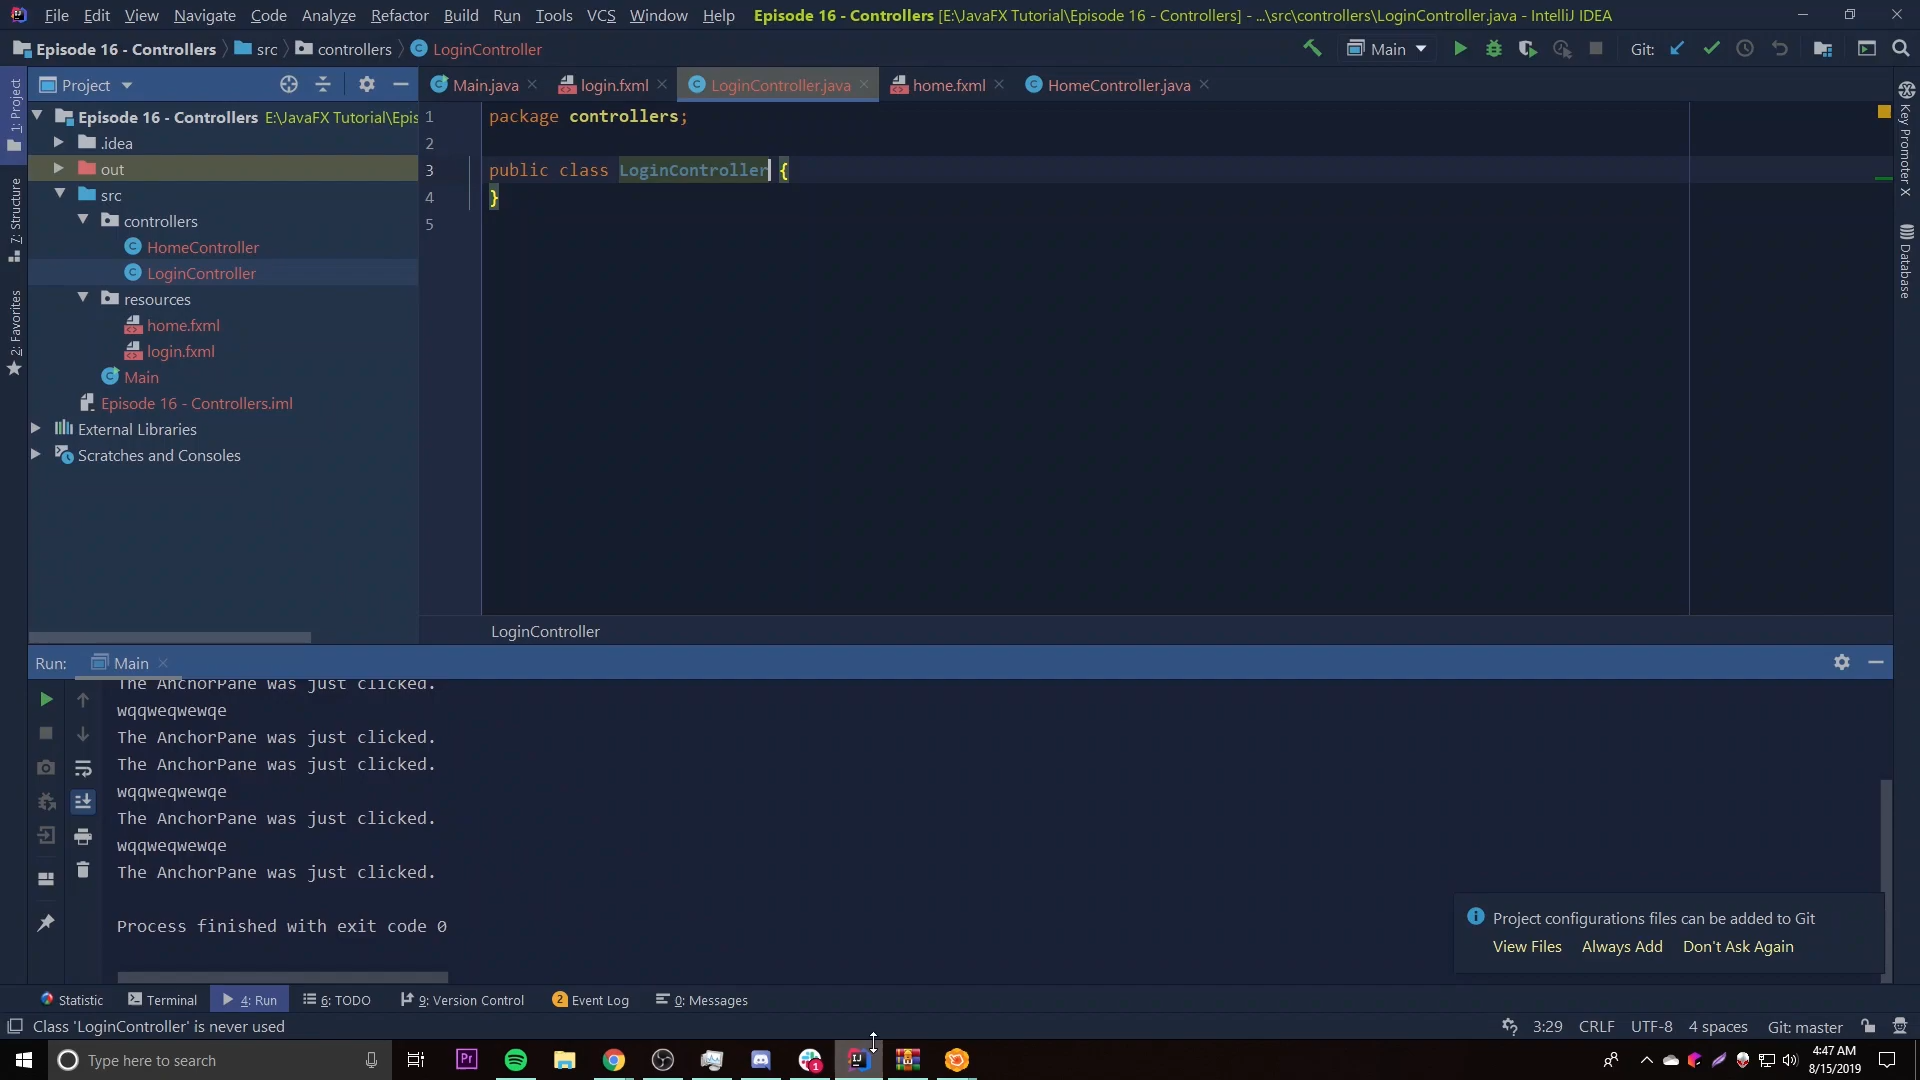 File Edit View Navigate Code Analyze Refactor Build Run Tools VCS Window Help Episode 16 - Controllers [E:\JavaFX Tutorial\Episode 16 - Controllers] - ...\src\controllers\LoginController.java - IntelliJ IDEA
Episode 16 - Controllers src controllers LoginController Main Git:
Project Main.java login.fxml LoginController.java home.fxml HomeController.java
1: Project
7: Structure
2: Favorites
Episode 16 - Controllers E:\JavaFX Tutorial\Epis
.idea
out
src
controllers
HomeController
LoginController
resources
home.fxml
login.fxml
Main
Episode 16 - Controllers.iml
External Libraries
Scratches and Consoles
1 package controllers;
2
3 public class LoginController {
4 }
5
Key Promoter X
Database
LoginController
Run: Main
The AnchorPane was just clicked.
wqqweqwewqe
The AnchorPane was just clicked.
The AnchorPane was just clicked.
wqqweqwewqe
The AnchorPane was just clicked.
wqqweqwewqe
The AnchorPane was just clicked.
Process finished with exit code 0
Project configurations files can be added to Git
View Files Always Add Don't Ask Again
Statistic Terminal 4: Run 6: TODO 9: Version Control 2 Event Log 0: Messages
Class 'LoginController' is never used 3:29 CRLF UTF-8 4 spaces Git: master
Type here to search Pr 1 IJ 4:47 AM
8/15/2019